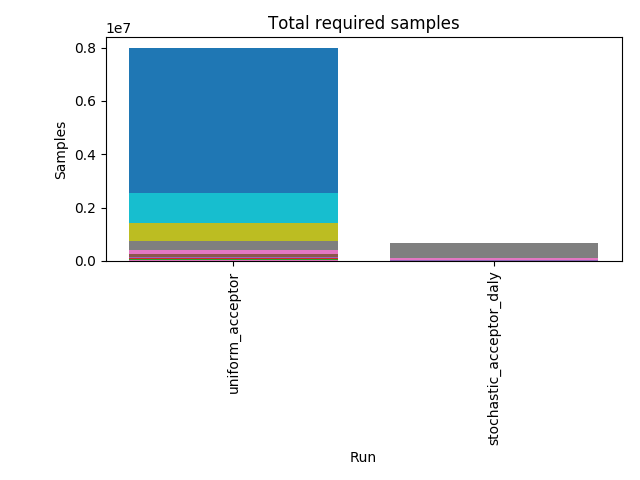 Total required samples
1e7
0.8
0.6
0.4
0.2
0.0
Samples
uniform_acceptor
stochastic_acceptor_daly
Run